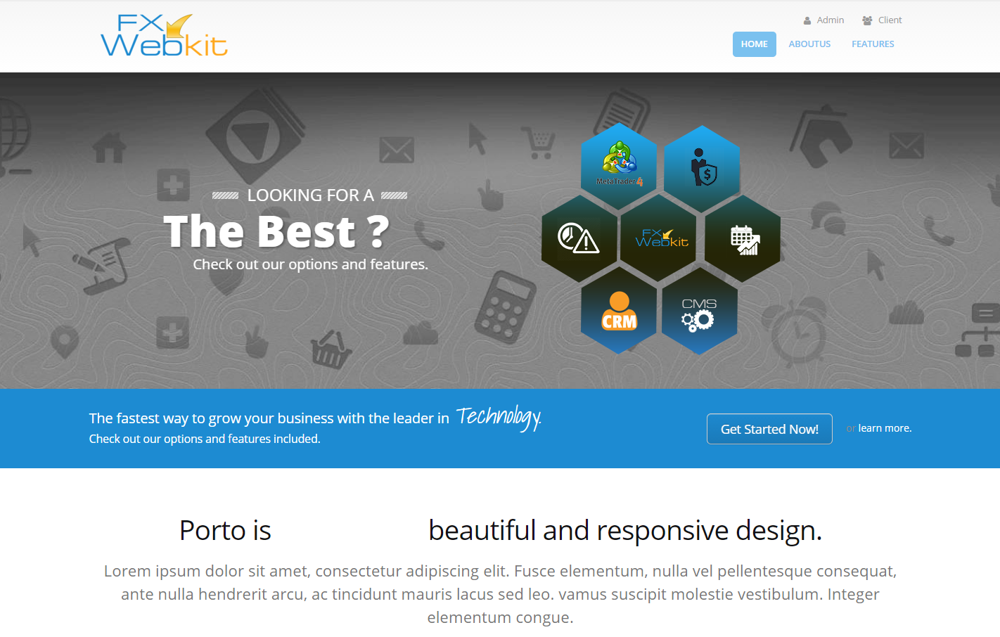 FX
Webkit
Admin
Client
HOME
ABOUTUS
FEATURES
LOOKING FOR A
The Best ?
Check out our options and features.
MetaTrader 4
$
FX
Webkit
CRM
CMS
The fastest way to grow your business with the leader in Technology.
Check out our options and features included.
Get Started Now!
or learn more.
Porto is beautiful and responsive design.
Lorem ipsum dolor sit amet, consectetur adipiscing elit. Fusce elementum, nulla vel pellentesque consequat,
ante nulla hendrerit arcu, ac tincidunt mauris lacus sed leo. vamus suscipit molestie vestibulum. Integer
elementum congue.